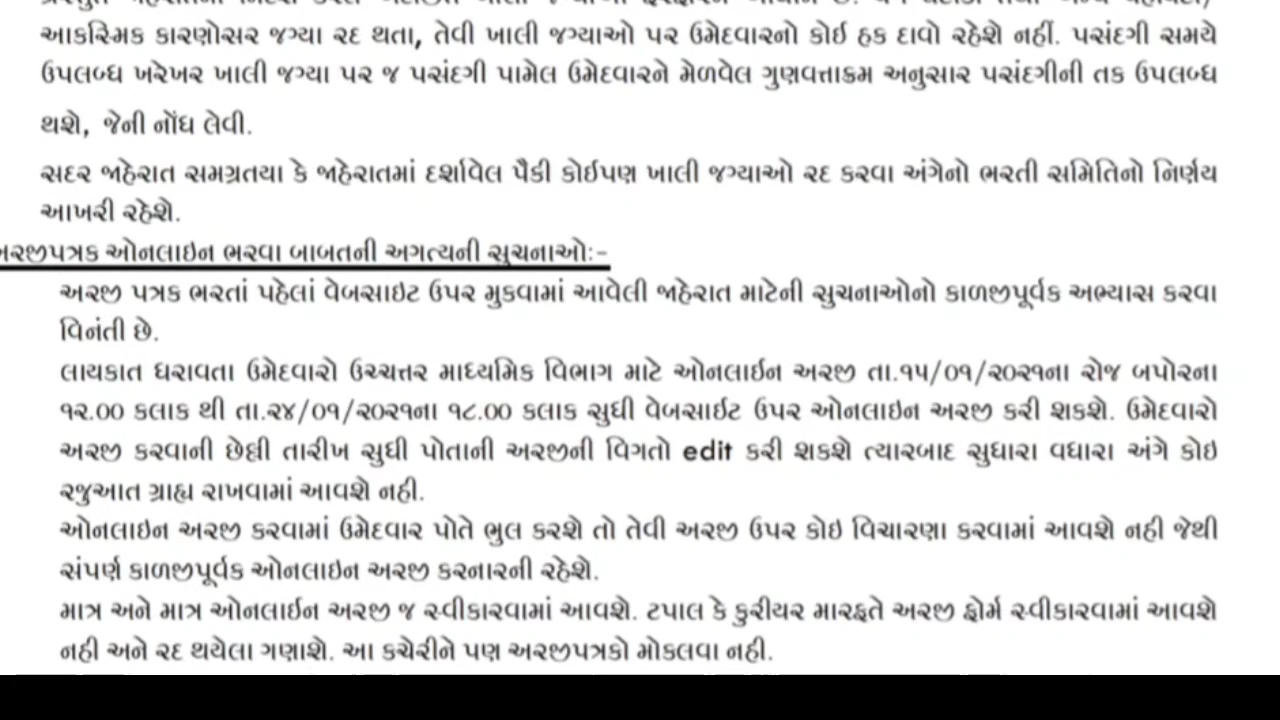 આકસ્મિક કારણોસર જગ્યા રદ થતા, તેવી ખાલી જગ્યાઓ પર ઉમેદવારનો કોઈ હક દાવો રહેશે નહીં. પસંદગી સમયે
ઉપલબ્ધ ખરેખર ખાલી જગ્યા પર જ પસંદગી પામેલ ઉમેદવારને મેળવેલ ગુણવત્તાક્રમ અનુસાર પસંદગીની તક ઉપલબ્ધ
થશે, જેની નોંધ લેવી.
સદર જાહેરાત સમગ્રતયા કે જાહેરાતમાં દર્શાવેલ પૈકી કોઈપણ ખાલી જગ્યાઓ રદ કરવા અંગેનો ભરતી સમિતિનો નિર્ણય
આખરી રહેશે.
અરજીપત્રક ઓનલાઇન ભરવા બાબતની અગત્યની સુચનાઓઃ-
અરજી પત્રક ભરતાં પહેલાં વેબસાઇટ ઉપર મુકવામાં આવેલી જાહેરાત માટેની સુચનાઓનો કાળજીપૂર્વક અભ્યાસ કરવા
વિનંતી છે.
લાયકાત ધરાવતા ઉમેદવારો ઉચ્ચત્તર માધ્યમિક વિભાગ માટે ઓનલાઈન અરજી તા.૧૫/૦૧/૨૦૨૧ના રોજ બપોરના
૧૨.૦૦ કલાક થી તા.૨૪/૦૧/૨૦૨૧ના ૧૮.૦૦ કલાક સુધી વેબસાઈટ ઉપર ઓનલાઇન અરજી કરી શકશે. ઉમેદવારો
અરજી કરવાની છેલ્લી તારીખ સુધી પોતાની અરજીની વિગતો edit કરી શકશે ત્યારબાદ સુધારા વધારા અંગે કોઇ
રજુઆત ગ્રાહ્ય રાખવામાં આવશે નહી.
ઓનલાઇન અરજી કરવામાં ઉમેદવાર પોતે ભુલ કરશે તો તેવી અરજી ઉપર કોઇ વિચારણા કરવામાં આવશે નહી જેથી
સંપર્ણ કાળજીપૂર્વક ઓનલાઇન અરજી કરનારની રહેશે.
માત્ર અને માત્ર ઓનલાઈન અરજી જ સ્વીકારવામાં આવશે. ટપાલ કે કુરીયર મારફતે અરજી ફોર્મ સ્વીકારવામાં આવશે
નહી અને રદ થયેલા ગણાશે. આ કચેરીને પણ અરજીપત્રકો મોકલવા નહી.